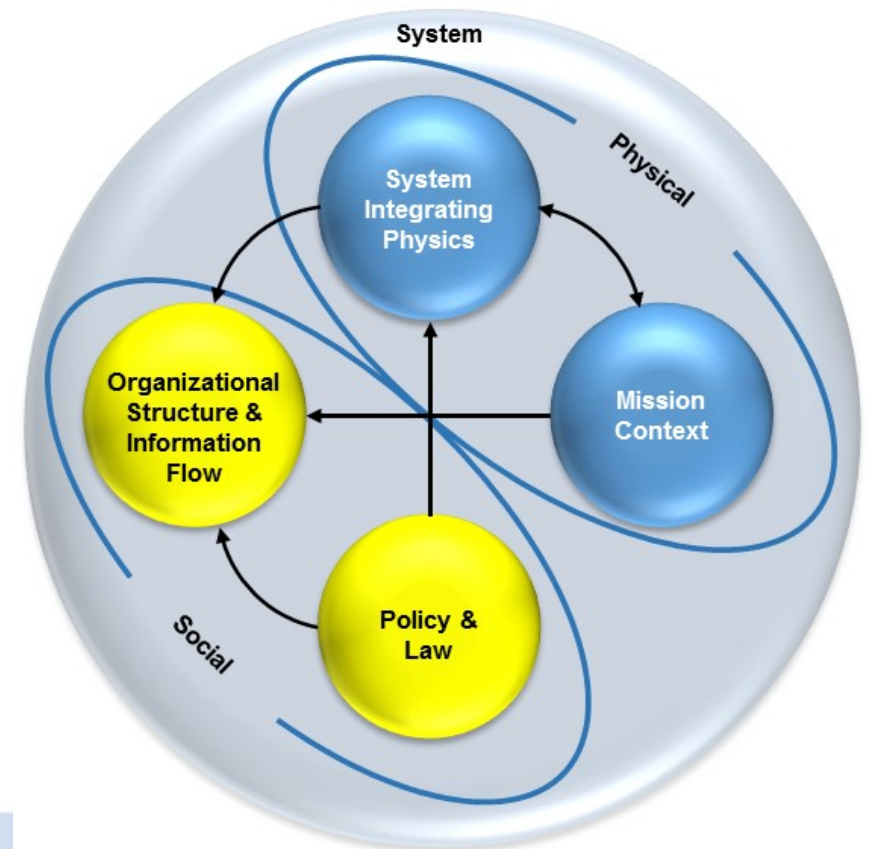 System
Physical
System
Integrating
Physics
Organizational
Structure &
Information
Flow
Mission
Context
Policy &
Law
Social